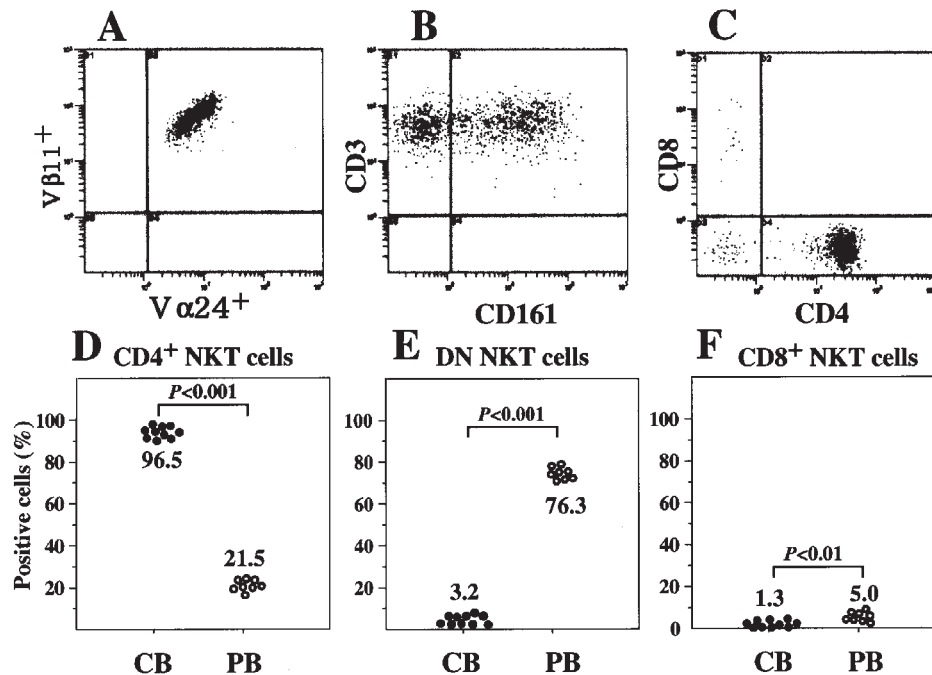 A
B
C
Vβ11+
Vα24+
CD3
CD161
CD8
CD4
D CD4+ NKT cells
E DN NKT cells
F CD8+ NKT cells
Positive cells (%)
100
80
60
40
20
P<0.001
96.5
21.5
CB PB
100
80
60
40
20
P<0.001
3.2
76.3
CB PB
100
80
60
40
20
0
P<0.01
1.3
5.0
CB PB